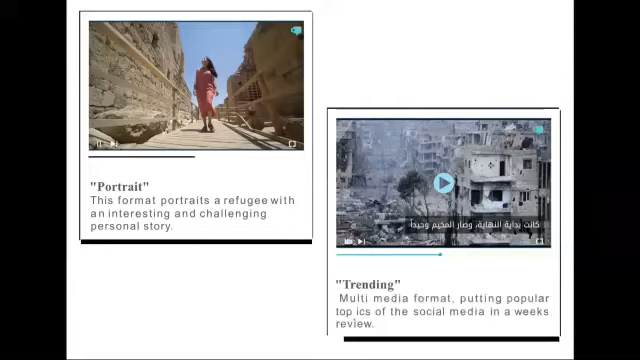 "Portrait"
This format portraits a refugee with
an interesting and challenging
personal story.
كانت بداية النهاية، وصار المخيم وحيداً
"Trending"
Multi media format, putting popular
top ics of the social media in a weeks
review.